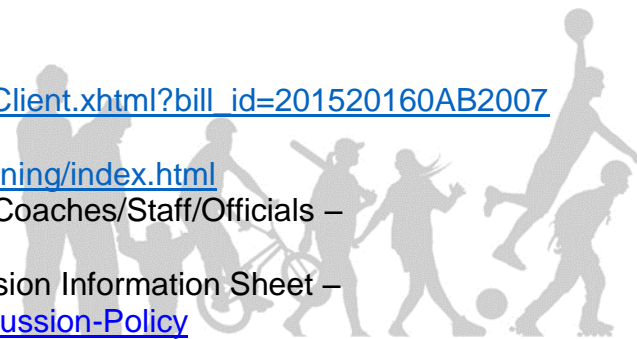 Client.xhtml?bill_id=201520160AB2007
ning/index.html
Coaches/Staff/Officials –
sion Information Sheet –
ussion-Policy